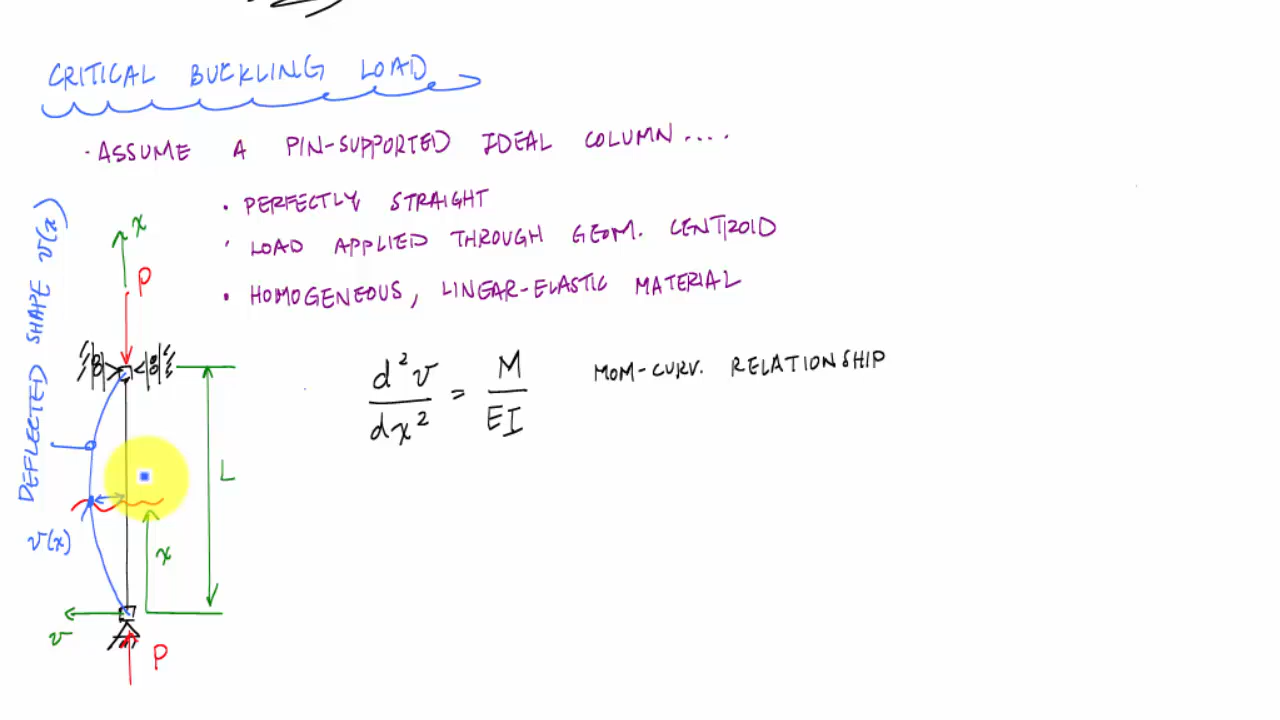 CRITICAL BUCKLING LOAD
· ASSUME A PIN-SUPPORTED IDEAL COLUMN....
· PERFECTLY STRAIGHT
· LOAD APPLIED THROUGH GEOM. CENTROID
· HOMOGENEOUS, LINEAR-ELASTIC MATERIAL
DEFLECTED SHAPE v(x)
x
P
d²v/dx² = M/EI
MOM-CURV. RELATIONSHIP
L
v(x)
x
v
P